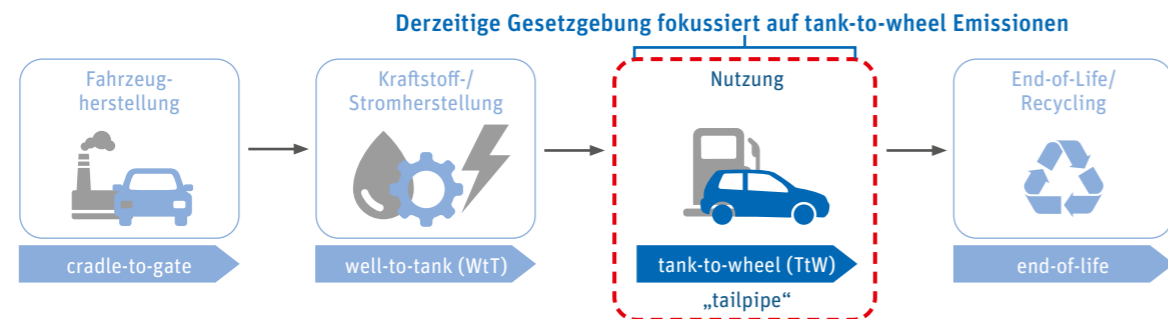 Derzeitige Gesetzgebung fokussiert auf tank-to-wheel Emissionen
Fahrzeug-
herstellung
Kraftstoff-/
Stromherstellung
Nutzung
End-of-Life/
Recycling
cradle-to-gate
well-to-tank (WtT)
tank-to-wheel (TtW)
end-of-life
„tailpipe“